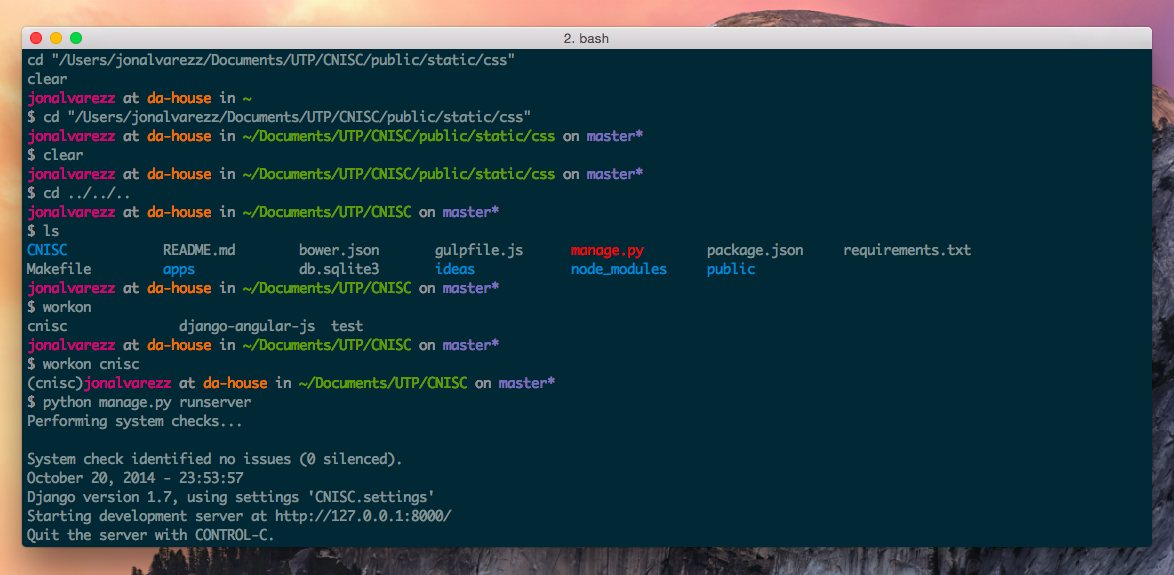 2. bash
cd "/Users/jonalvarezz/Documents/UTP/CNISC/public/static/css"
clear
jonalvarezz at da-house in ~
$ cd "/Users/jonalvarezz/Documents/UTP/CNISC/public/static/css"
jonalvarezz at da-house in ~/Documents/UTP/CNISC/public/static/css on master*
$ clear
jonalvarezz at da-house in ~/Documents/UTP/CNISC/public/static/css on master*
$ cd ../../..
jonalvarezz at da-house in ~/Documents/UTP/CNISC on master*
$ ls
CNISC README.md bower.json gulpfile.js manage.py package.json requirements.txt
Makefile apps db.sqlite3 ideas node_modules public
jonalvarezz at da-house in ~/Documents/UTP/CNISC on master*
$ workon
cnisc django-angular-js test
jonalvarezz at da-house in ~/Documents/UTP/CNISC on master*
$ workon cnisc
(cnisc)jonalvarezz at da-house in ~/Documents/UTP/CNISC on master*
$ python manage.py runserver
Performing system checks...
System check identified no issues (0 silenced).
October 20, 2014 - 23:53:57
Django version 1.7, using settings 'CNISC.settings'
Starting development server at http://127.0.0.1:8000/
Quit the server with CONTROL-C.